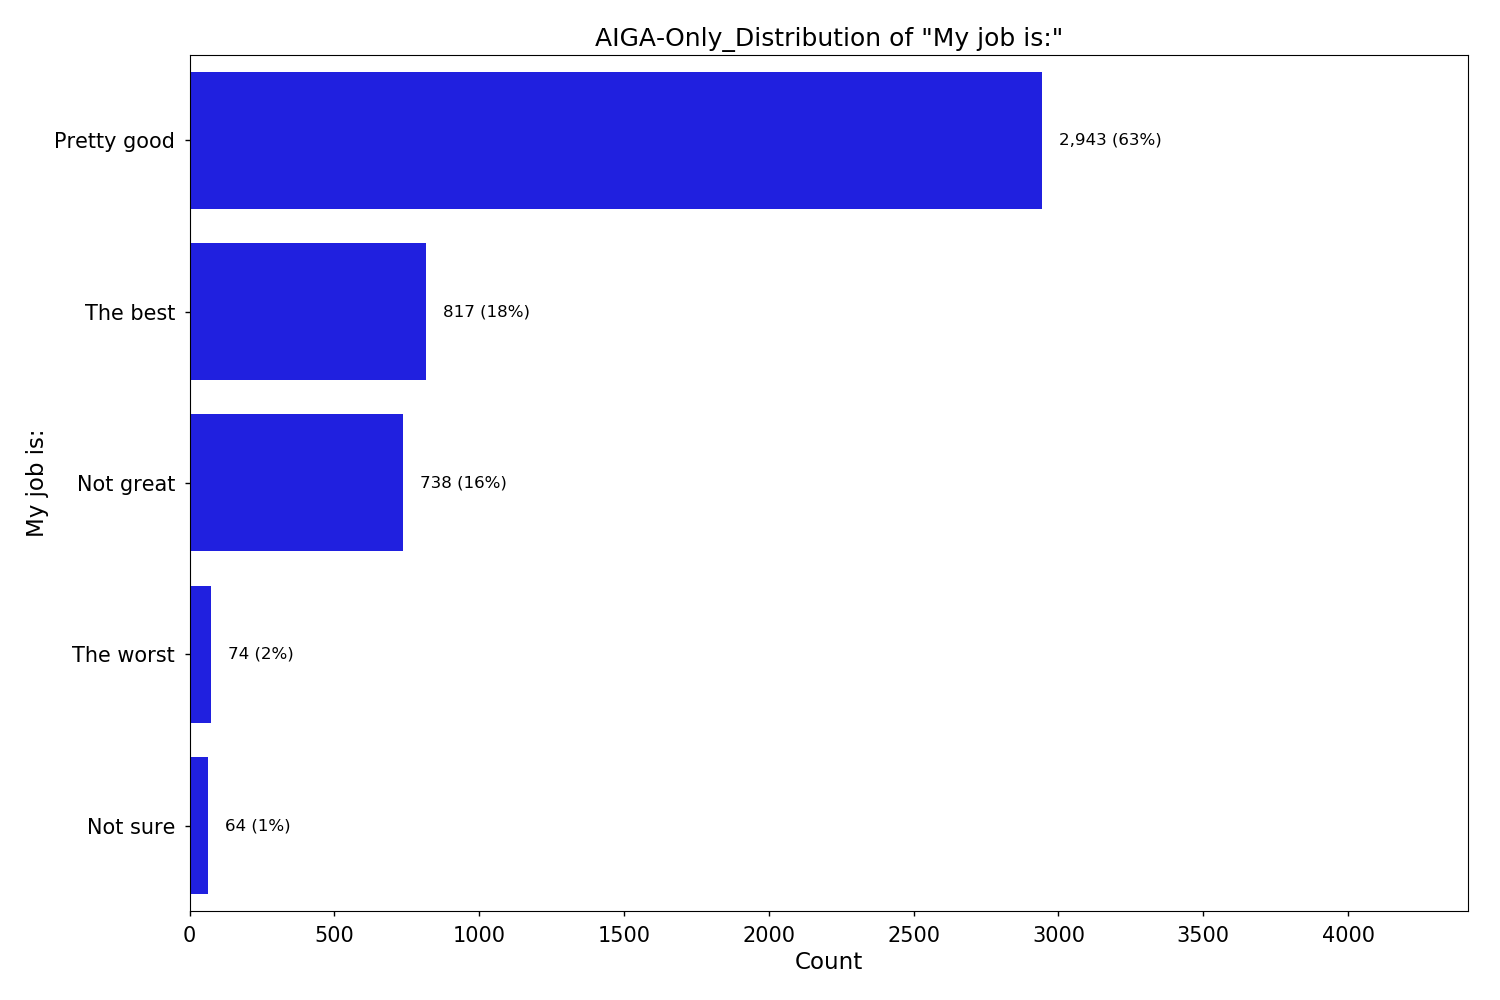 AIGA-Only_Distribution of "My job is:"
Pretty good
2,943 (63%)
The best
817 (18%)
Not great
738 (16%)
The worst
74 (2%)
Not sure
64 (1%)
My job is:
0 500 1000 1500 2000 2500 3000 3500 4000
Count